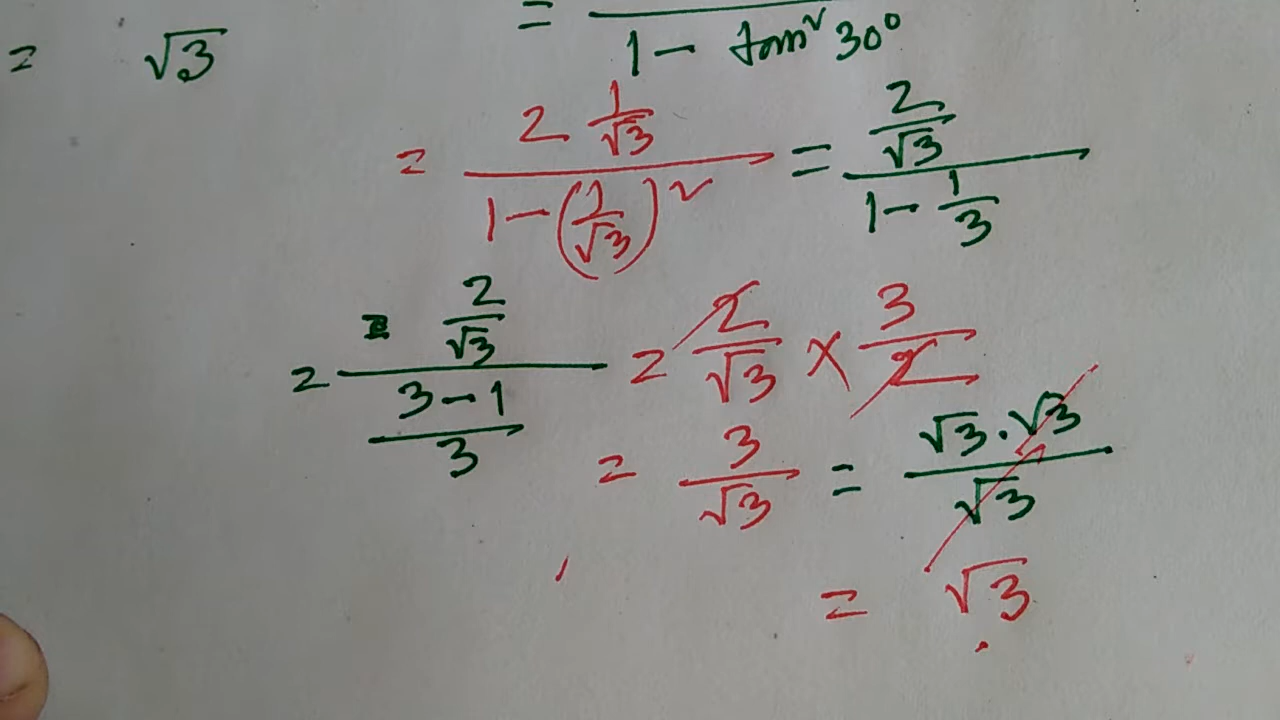 = √3
= / 1 - tan² 30°
= (2 1/√3) / (1 - (1/√3)²) = (2/√3) / (1 - 1/3)
= (2/√3) / ((3 - 1)/3) = 2/√3 × 3/2
= 3/√3 = (√3 . √3)/√3
= √3